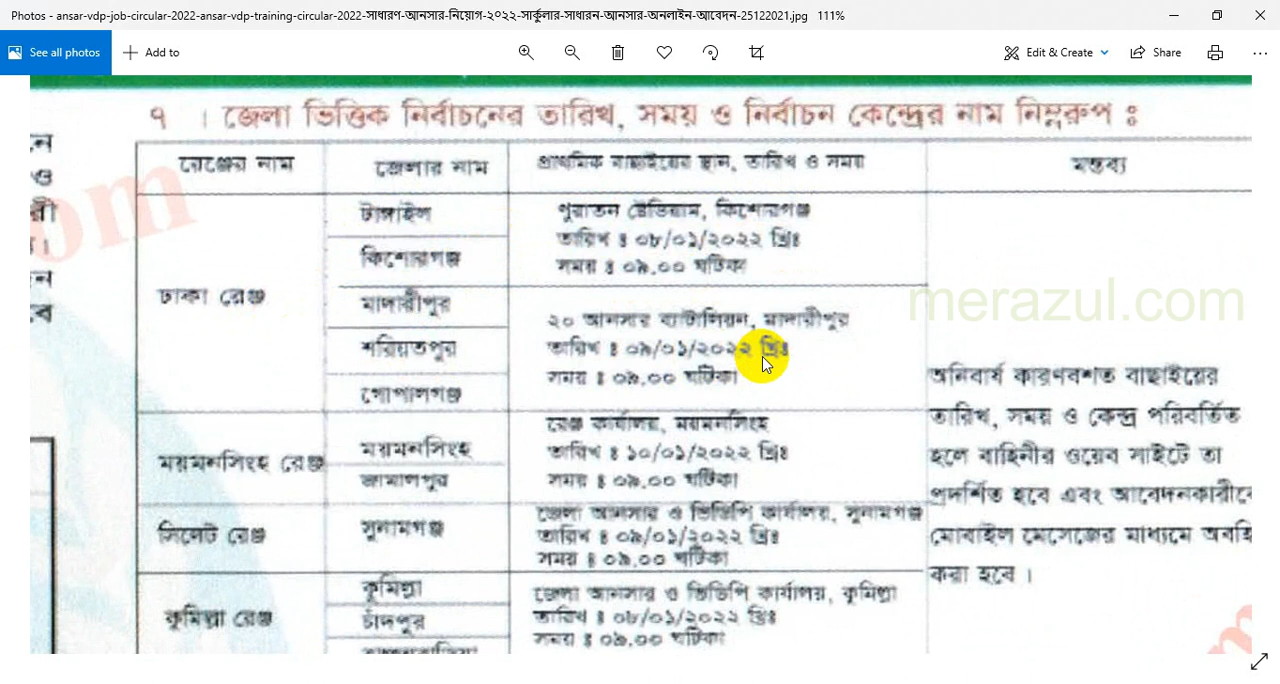 Photos - ansar-vdp-job-circular-2022-ansar-vdp-training-circular-2022-সাধারণ-আনসার-নিয়োগ-২০২২-সার্কুলার-সাধারন-আনসার-অনলাইন-আবেদন-25122021.jpg 111%
See all photos
Add to
Edit & Create
Share
৭ । জেলা ভিত্তিক নির্বাচনের তারিখ, সময় ও নির্বাচন কেন্দ্রের নাম নিম্নরুপ ঃ
নে
ও
রী
ন
বে
om
রেঞ্জের নাম
জেলার নাম
প্রাথমিক বাছাইয়ের স্থান, তারিখ ও সময়
মন্তব্য
ঢাকা রেঞ্জ
টাঙ্গাইল
কিশোরগঞ্জ
পুরাতন ষ্টেডিয়াম, কিশোরগঞ্জ
তারিখ ঃ ০৮/০১/২০২২ খ্রিঃ
সময় ঃ ০৯.০০ ঘটিকা
মাদারীপুর
শরিয়তপুর
গোপালগঞ্জ
২০ আনসার ব্যাটালিয়ন, মাদারীপুর
তারিখ ঃ ০৯/০১/২০২২ খ্রিঃ
সময় ঃ ০৯.০০ ঘটিকা
ময়মনসিংহ রেঞ্জ
ময়মনসিংহ
জামালপুর
রেঞ্জ কার্যালয়, ময়মনসিংহ
তারিখ ঃ ১০/০১/২০২২ খ্রিঃ
সময় ঃ ০৯.০০ ঘটিকা
সিলেট রেঞ্জ
সুনামগঞ্জ
জেলা আনসার ও ভিডিপি কার্যালয়, সুনামগঞ্জ
তারিখ ঃ ০৯/০১/২০২২ খ্রিঃ
সময় ঃ ০৯.০০ ঘটিকা
কুমিল্লা রেঞ্জ
কুমিল্লা
চাঁদপুর
জেলা আনসার ও ভিডিপি কার্যালয়, কুমিল্লা
তারিখ ঃ ০৮/০১/২০২২ খ্রিঃ
সময় ঃ ০৯.০০ ঘটিকা
merazul.com
অনিবার্য কারণবশত বাছাইয়ের
তারিখ, সময় ও কেন্দ্র পরিবর্তিত
হলে বাহিনীর ওয়েব সাইটে তা
প্রদর্শিত হবে এবং আবেদনকারীকে
মোবাইল মেসেজের মাধ্যমে অবহি
করা হবে ।